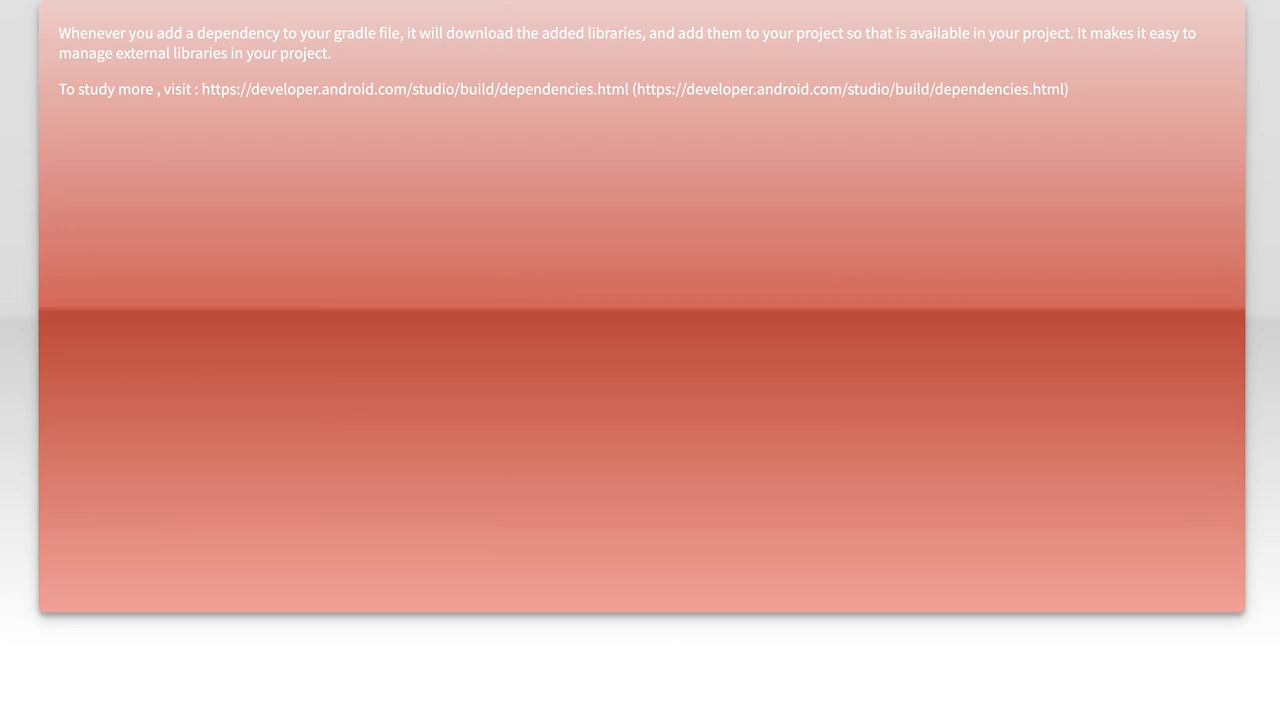 Whenever you add a dependency to your gradle file, it will download the added libraries, and add them to your project so that is available in your project. It makes it easy to
manage external libraries in your project.
To study more , visit : https://developer.android.com/studio/build/dependencies.html (https://developer.android.com/studio/build/dependencies.html)